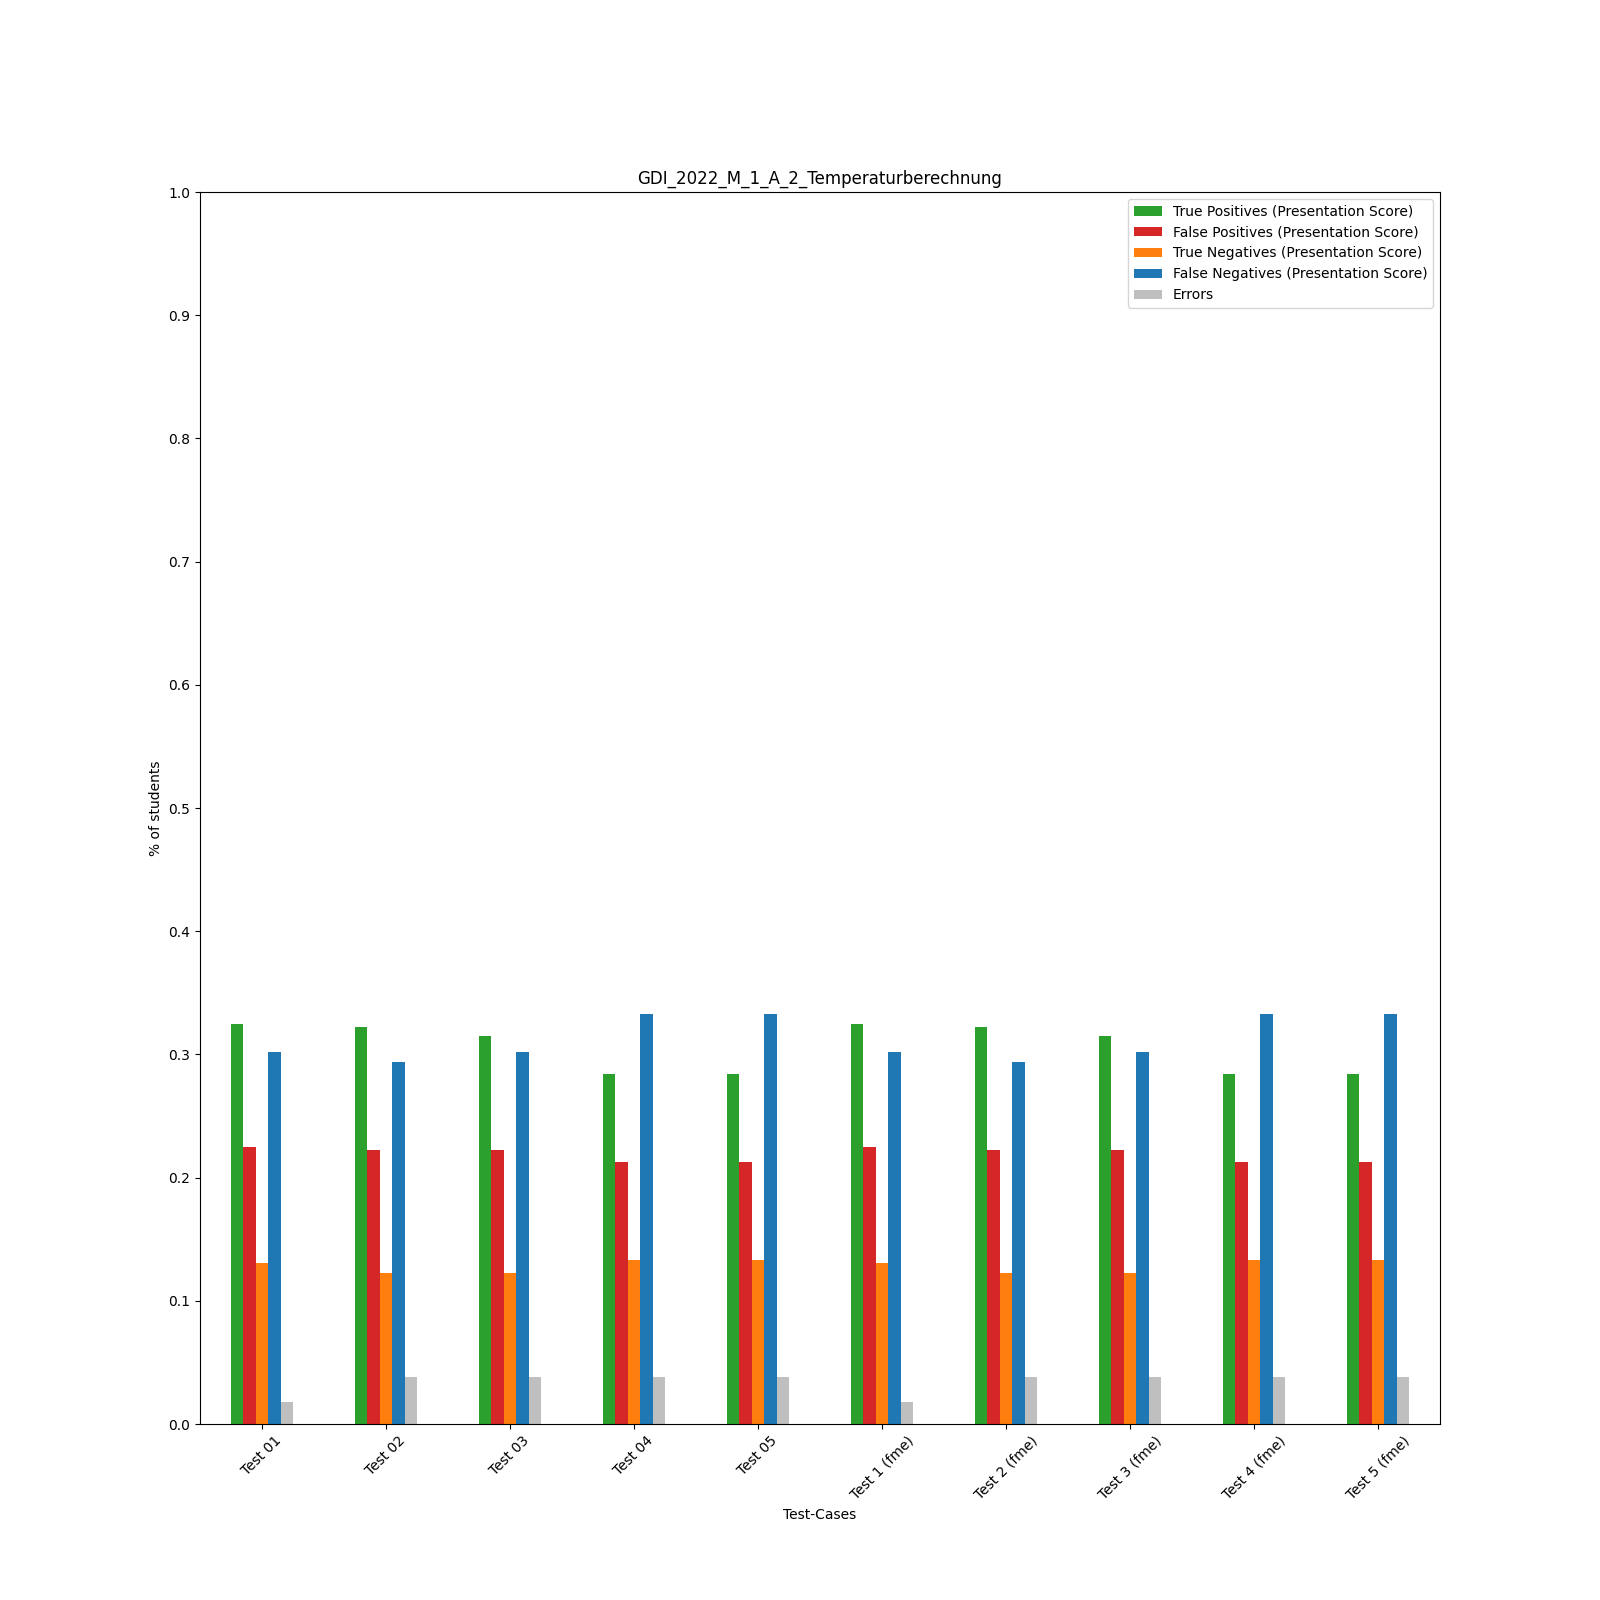 GDI_2022_M_1_A_2_Temperaturberechnung
True Positives (Presentation Score)
False Positives (Presentation Score)
True Negatives (Presentation Score)
False Negatives (Presentation Score)
Errors
1.0
0.9
0.8
0.7
0.6
0.5
0.4
0.3
0.2
0.1
0.0
% of students
Test 01
Test 02
Test 03
Test 04
Test 05
Test 1 (fme)
Test 2 (fme)
Test 3 (fme)
Test 4 (fme)
Test 5 (fme)
Test-Cases